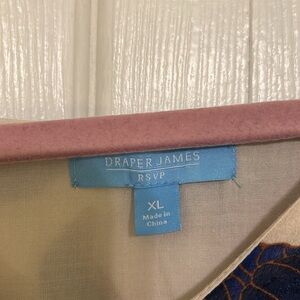 DRAPER JAMES
RSVP
XL
Made in
China